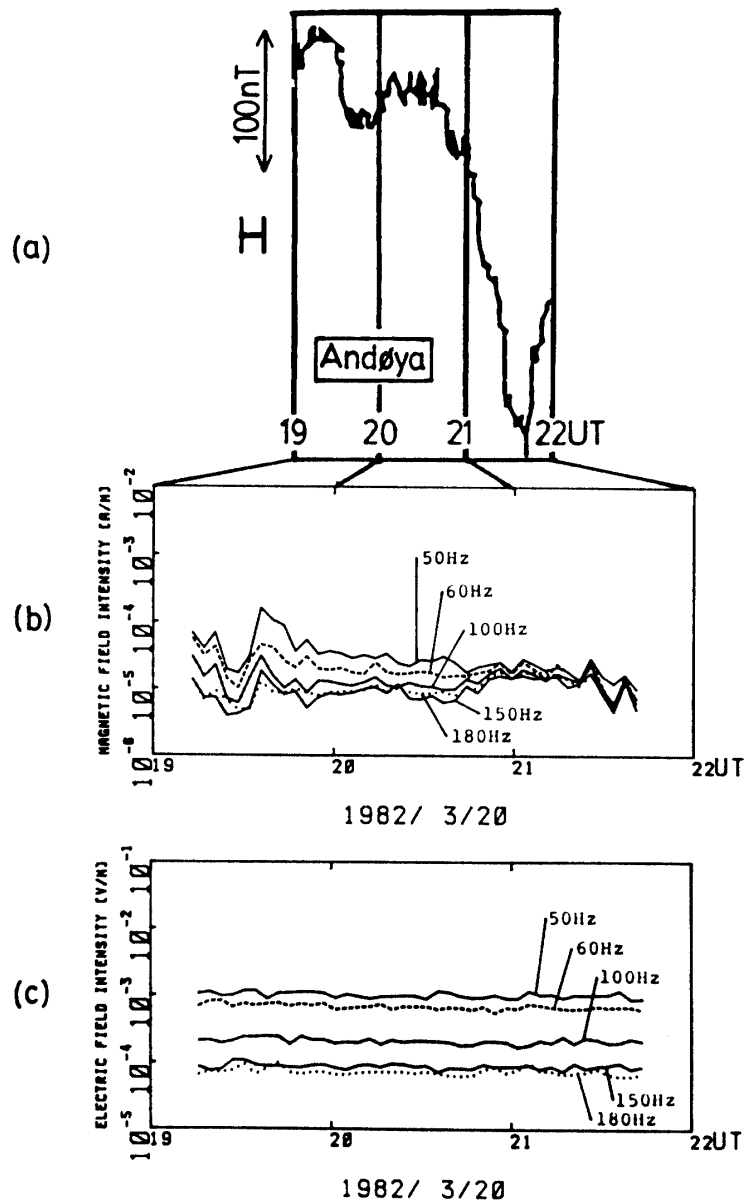 (a)
100nT
H
Andøya
19 20 21 22UT
(b)
MAGNETIC FIELD INTENSITY [A/M]
10⁻²
10⁻³
10⁻⁴
10⁻⁵
10⁻⁶
50Hz
60Hz
100Hz
150Hz
180Hz
19 20 21 22UT
1982/ 3/20
(c)
ELECTRIC FIELD INTENSITY [V/M]
10⁻¹
10⁻²
10⁻³
10⁻⁴
10⁻⁵
50Hz
60Hz
100Hz
150Hz
180Hz
19 20 21 22UT
1982/ 3/20